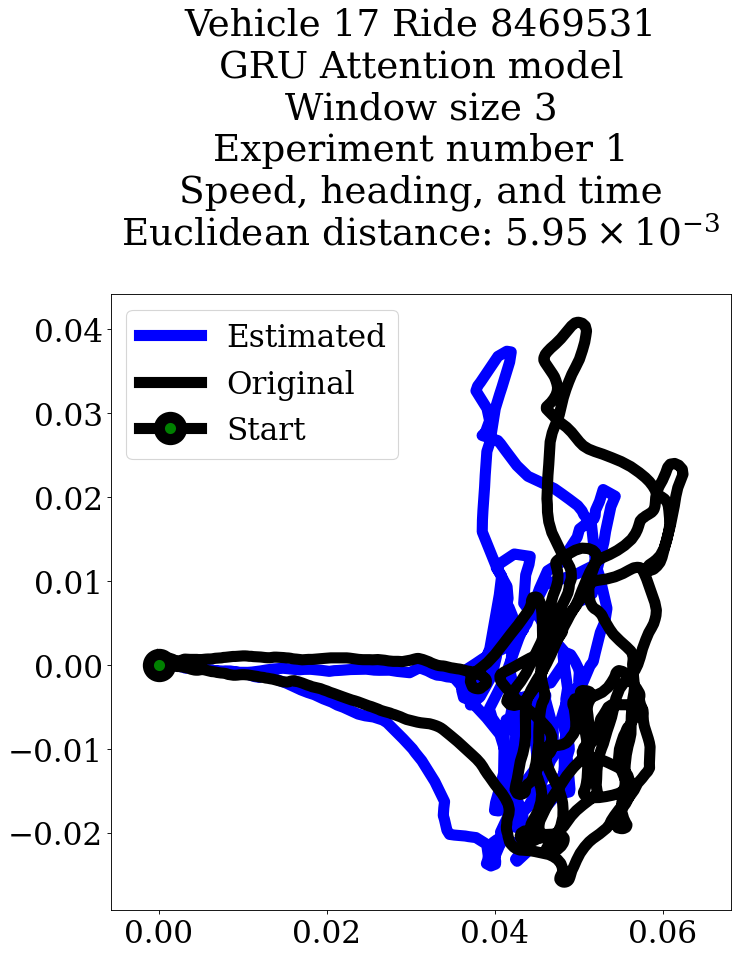 Vehicle 17 Ride 8469531
GRU Attention model
Window size 3
Experiment number 1
Speed, heading, and time
Euclidean distance: 5.95 × 10⁻³
Estimated
Original
Start
0.04
0.03
0.02
0.01
0.00
−0.01
−0.02
0.00 0.02 0.04 0.06